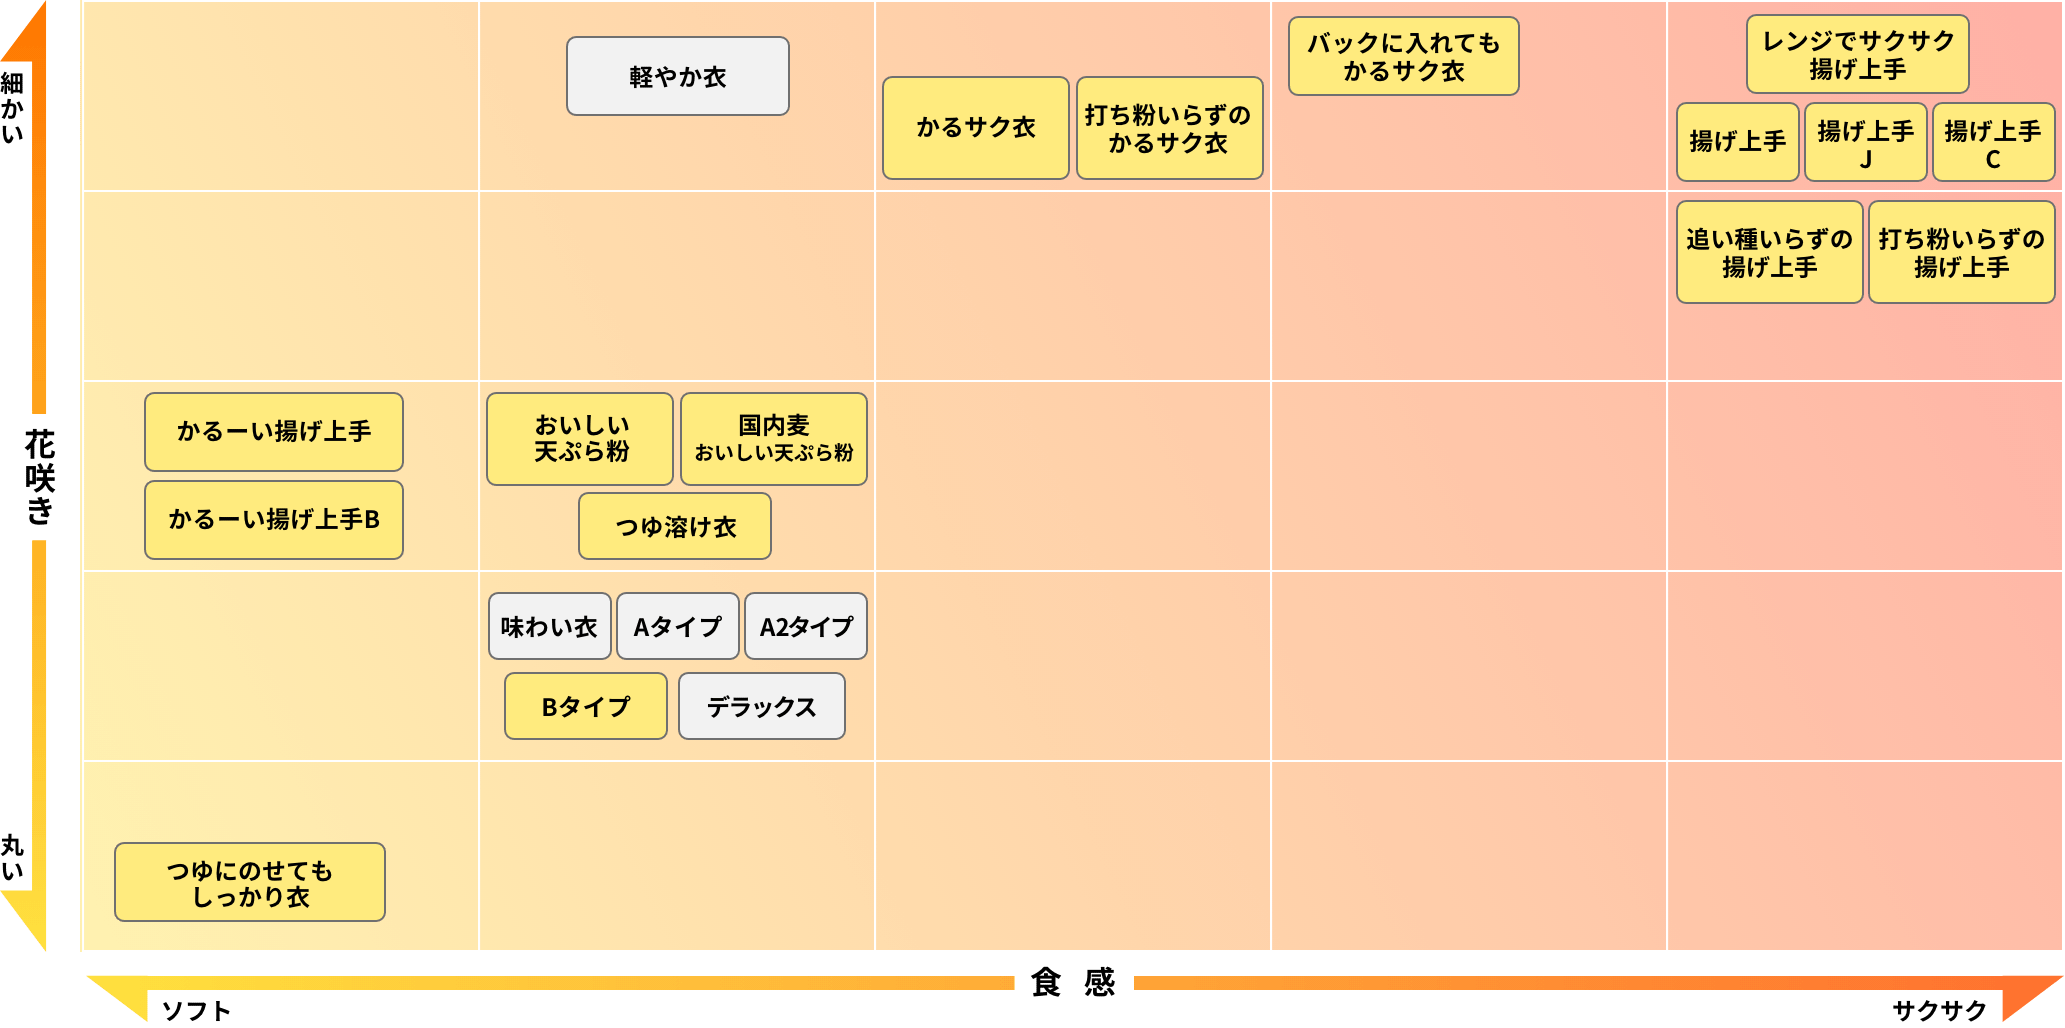 細かい
花咲き
丸い
軽やか衣
かるサク衣
打ち粉いらずの
かるサク衣
バックに入れても
かるサク衣
レンジでサクサク
揚げ上手
揚げ上手
揚げ上手
J
揚げ上手
C
追い種いらずの
揚げ上手
打ち粉いらずの
揚げ上手
かるーい揚げ上手
かるーい揚げ上手B
おいしい
天ぷら粉
国内麦
おいしい天ぷら粉
つゆ溶け衣
味わい衣
Aタイプ
A2タイプ
Bタイプ
デラックス
つゆにのせても
しっかり衣
食感
ソフト
サクサク